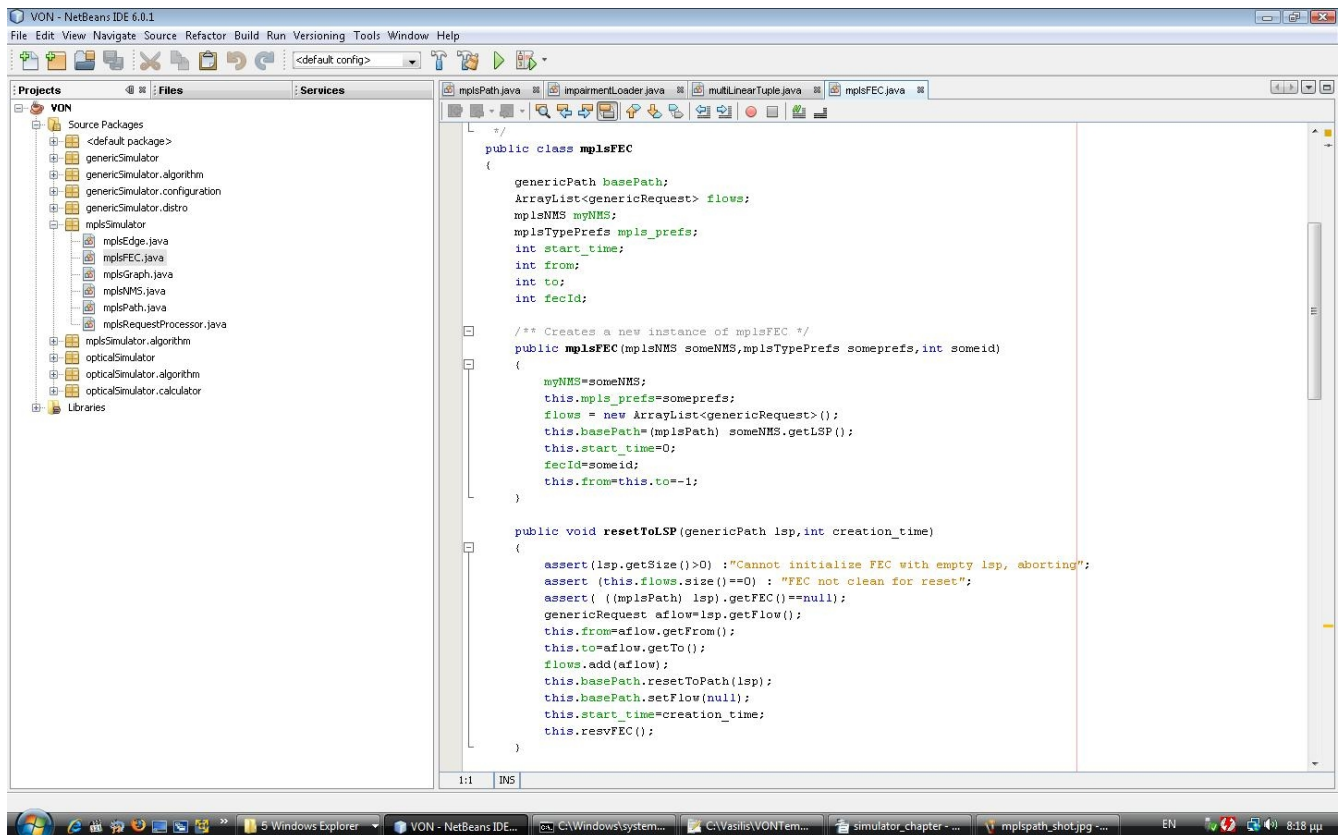 VON - NetBeans IDE 6.0.1
File Edit View Navigate Source Refactor Build Run Versioning Tools Window Help
<default config>
Projects
Files
Services
VON
Source Packages
<default package>
genericSimulator
genericSimulator.algorithm
genericSimulator.configuration
genericSimulator.distro
mplsSimulator
mplsEdge.java
mplsFEC.java
mplsGraph.java
mplsNMS.java
mplsPath.java
mplsRequestProcessor.java
mplsSimulator.algorithm
opticalSimulator
opticalSimulator.algorithm
opticalSimulator.calculator
Libraries
mplsPath.java impairmentLoader.java multiLinearTuple.java mplsFEC.java
*/
public class mplsFEC
{
genericPath basePath;
ArrayList<genericRequest> flows;
mplsNMS myNMS;
mplsTypePrefs mpls_prefs;
int start_time;
int from;
int to;
int fecId;
/** Creates a new instance of mplsFEC */
public mplsFEC(mplsNMS someNMS,mplsTypePrefs someprefs,int someid)
{
myNMS=someNMS;
this.mpls_prefs=someprefs;
flows = new ArrayList<genericRequest>();
this.basePath=(mplsPath) someNMS.getLSP();
this.start_time=0;
fecId=someid;
this.from=this.to=-1;
}
public void resetToLSP(genericPath lsp,int creation_time)
{
assert(lsp.getSize()>0) :"Cannot initialize FEC with empty lsp, aborting";
assert (this.flows.size()==0) : "FEC not clean for reset";
assert( ((mplsPath) lsp).getFEC()==null);
genericRequest aflow=lsp.getFlow();
this.from=aflow.getFrom();
this.to=aflow.getTo();
flows.add(aflow);
this.basePath.resetToPath(lsp);
this.basePath.setFlow(null);
this.start_time=creation_time;
this.resvFEC();
}
1:1 INS
5 Windows Explorer
VON - NetBeans IDE...
C:\Windows\system...
C:\Vasilis\VONTem...
simulator_chapter - ...
mplspath_shot.jpg -...
EN
8:18 μμ